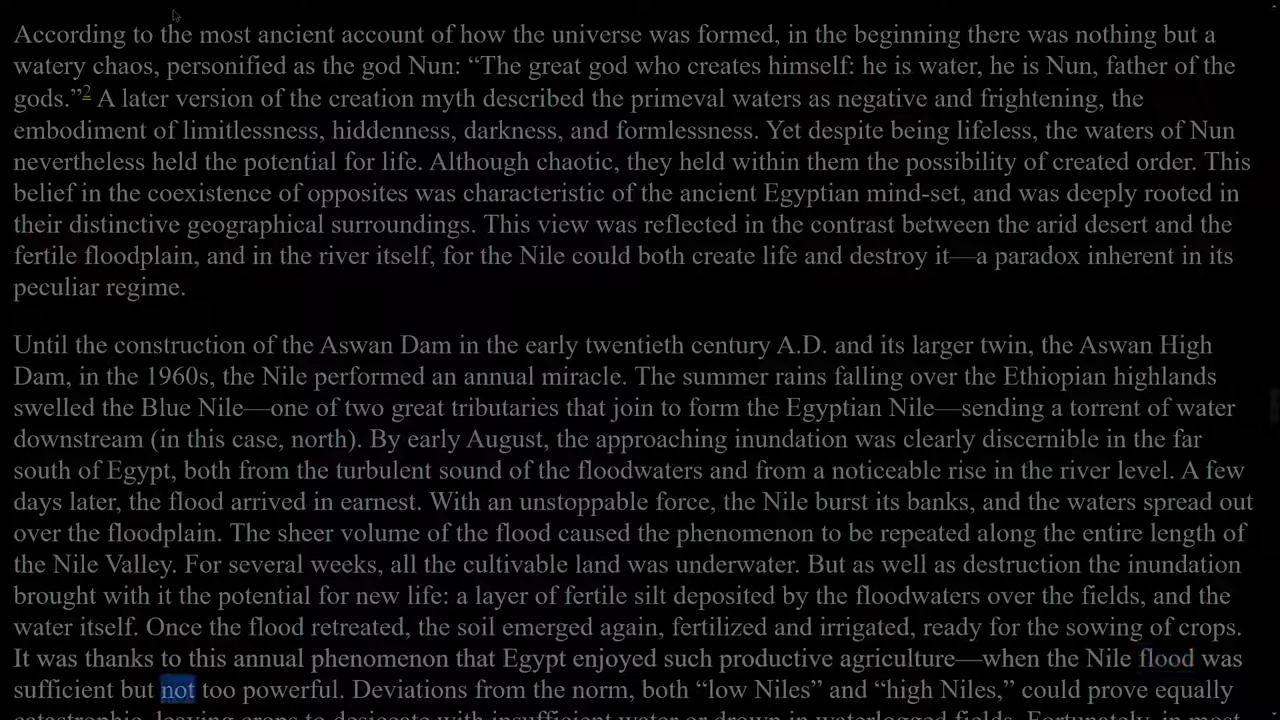 According to the most ancient account of how the universe was formed, in the beginning there was nothing but a
watery chaos, personified as the god Nun: “The great god who creates himself: he is water, he is Nun, father of the
gods.”2 A later version of the creation myth described the primeval waters as negative and frightening, the
embodiment of limitlessness, hiddenness, darkness, and formlessness. Yet despite being lifeless, the waters of Nun
nevertheless held the potential for life. Although chaotic, they held within them the possibility of created order. This
belief in the coexistence of opposites was characteristic of the ancient Egyptian mind-set, and was deeply rooted in
their distinctive geographical surroundings. This view was reflected in the contrast between the arid desert and the
fertile floodplain, and in the river itself, for the Nile could both create life and destroy it—a paradox inherent in its
peculiar regime.
Until the construction of the Aswan Dam in the early twentieth century A.D. and its larger twin, the Aswan High
Dam, in the 1960s, the Nile performed an annual miracle. The summer rains falling over the Ethiopian highlands
swelled the Blue Nile—one of two great tributaries that join to form the Egyptian Nile—sending a torrent of water
downstream (in this case, north). By early August, the approaching inundation was clearly discernible in the far
south of Egypt, both from the turbulent sound of the floodwaters and from a noticeable rise in the river level. A few
days later, the flood arrived in earnest. With an unstoppable force, the Nile burst its banks, and the waters spread out
over the floodplain. The sheer volume of the flood caused the phenomenon to be repeated along the entire length of
the Nile Valley. For several weeks, all the cultivable land was underwater. But as well as destruction the inundation
brought with it the potential for new life: a layer of fertile silt deposited by the floodwaters over the fields, and the
water itself. Once the flood retreated, the soil emerged again, fertilized and irrigated, ready for the sowing of crops.
It was thanks to this annual phenomenon that Egypt enjoyed such productive agriculture—when the Nile flood was
sufficient but not too powerful. Deviations from the norm, both “low Niles” and “high Niles,” could prove equally
catastrophic, leaving crops to desiccate with insufficient water or drown in waterlogged fields. Fortunately, in most